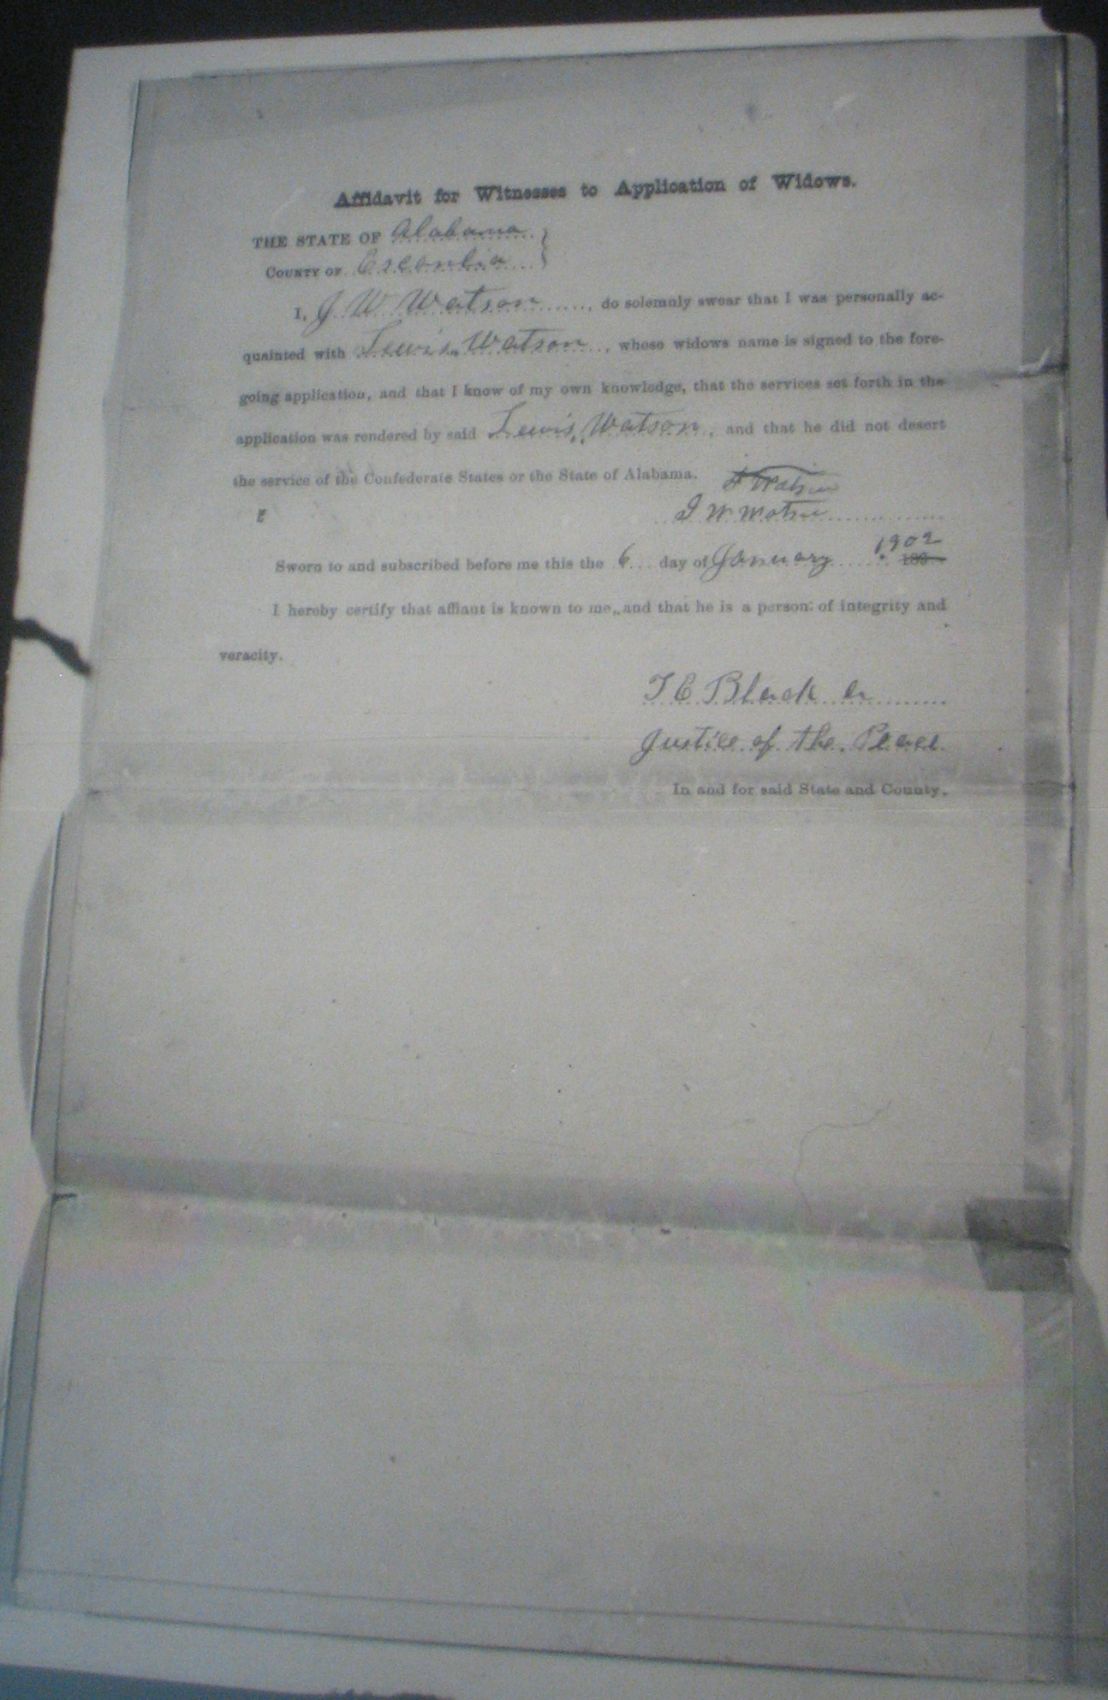 Affidavit for Witnesses to Application of Widows.
THE STATE OF Alabama
COUNTY OF Escambia
I, J W Watson, do solemnly swear that I was personally ac-
quainted with Lewis Watson, whose widows name is signed to the fore-
going application, and that I know of my own knowledge, that the services set forth in the
application was rendered by said Lewis Watson, and that he did not desert
the service of the Confederate States or the State of Alabama.
J W Watson
Sworn to and subscribed before me this the 6 day of January 1902
I hereby certify that affiant is known to me, and that he is a person of integrity and
veracity.
T C Black
Justice of the Peace
In and for said State and County.